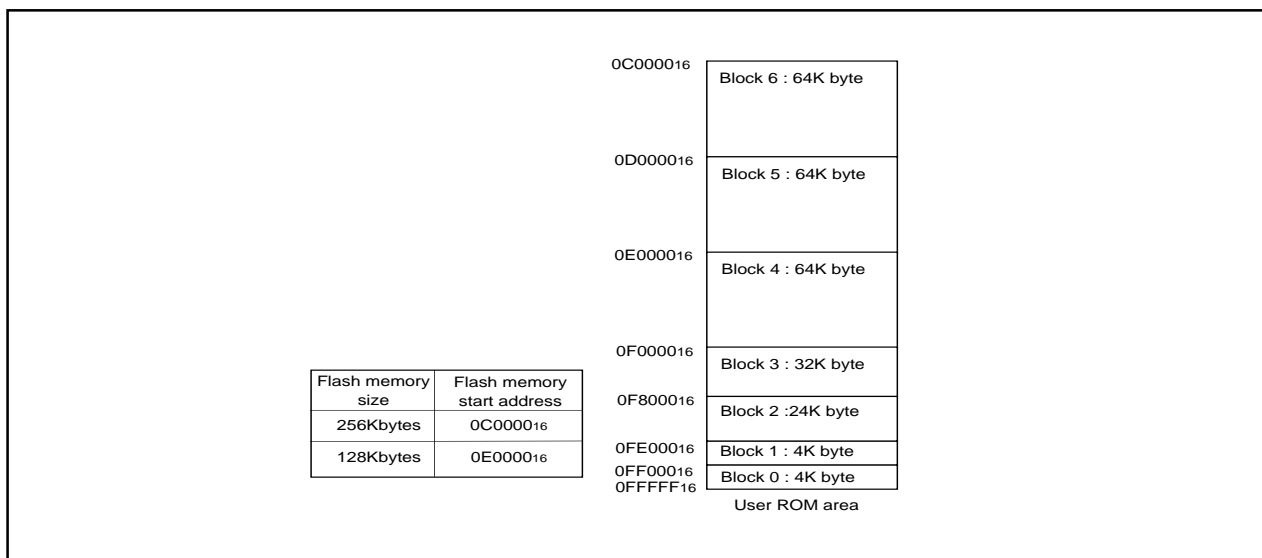 0C000016
Block 6 : 64K byte
0D000016
Block 5 : 64K byte
0E000016
Block 4 : 64K byte
0F000016
Block 3 : 32K byte
0F800016
Block 2 :24K byte
0FE00016
Block 1 : 4K byte
0FF00016
Block 0 : 4K byte
0FFFFF16
User ROM area
Flash memory size
Flash memory start address
256Kbytes
0C000016
128Kbytes
0E000016